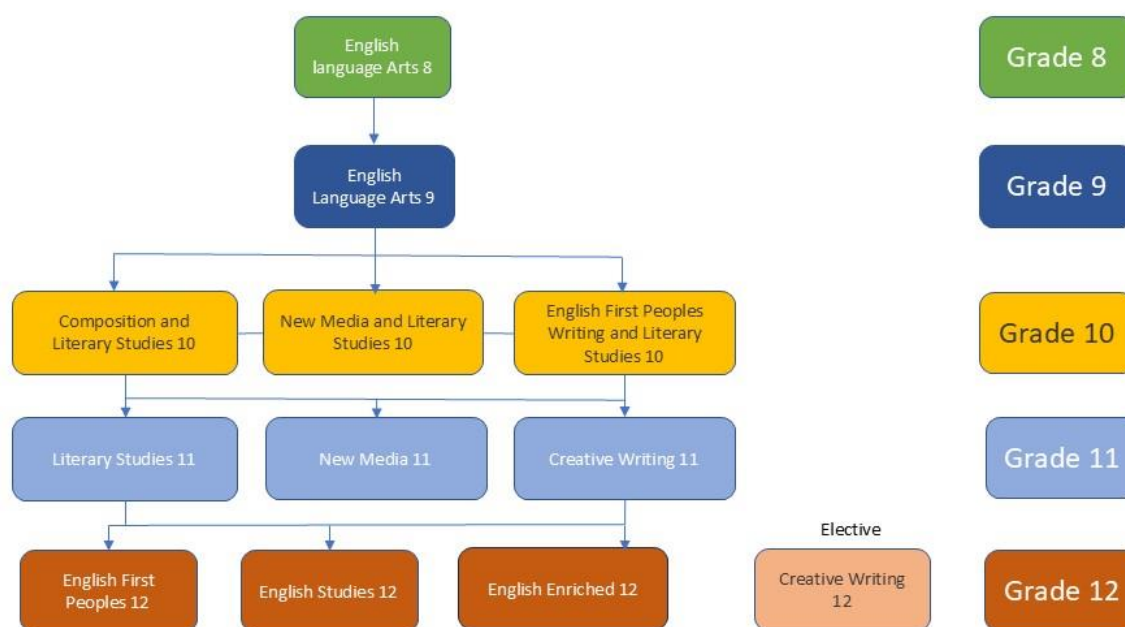 English
language Arts 8
Grade 8
English
Language Arts 9
Grade 9
Composition and
Literary Studies 10
New Media and Literary
Studies 10
English First Peoples
Writing and Literary
Studies 10
Grade 10
Literary Studies 11
New Media 11
Creative Writing 11
Grade 11
Elective
English First
Peoples 12
English Studies 12
English Enriched 12
Creative Writing
12
Grade 12